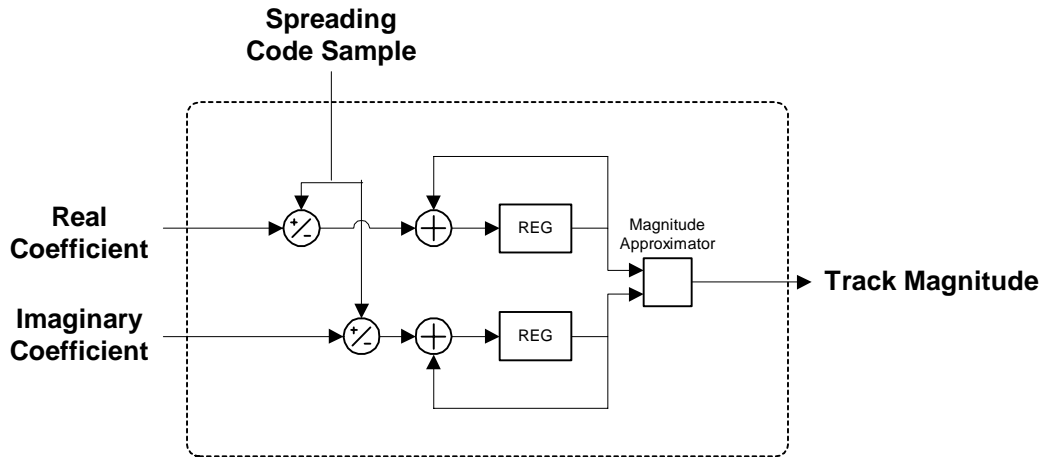 Spreading
Code Sample
Real
Coefficient
+/-
+
REG
Magnitude
Approximator
Track Magnitude
Imaginary
Coefficient
+/-
+
REG